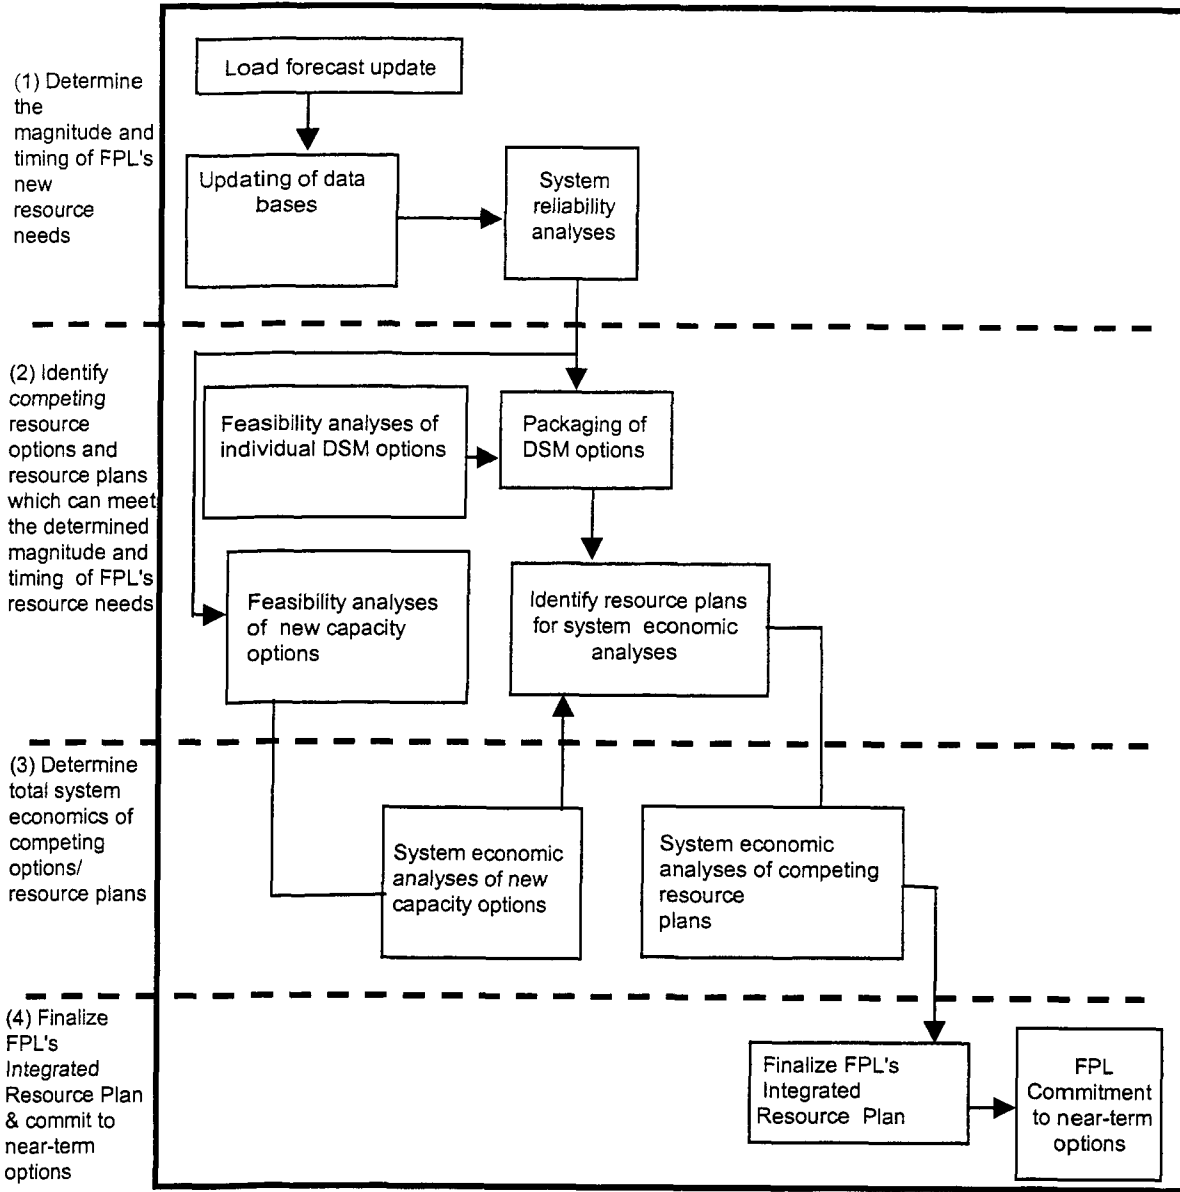 (1) Determine
the
magnitude and
timing of FPL's
new
resource
needs
Load forecast update
Updating of data
bases
System
reliability
analyses
(2) Identify
competing
resource
options and
resource plans
which can meet
the determined
magnitude and
timing of FPL's
resource needs
Feasibility analyses of
individual DSM options
Packaging of
DSM options
Feasibility analyses
of new capacity
options
Identify resource plans
for system economic
analyses
(3) Determine
total system
economics of
competing
options/
resource plans
System economic
analyses of new
capacity options
System economic
analyses of competing
resource
plans
(4) Finalize
FPL's
Integrated
Resource Plan
& commit to
near-term
options
Finalize FPL's
Integrated
Resource Plan
FPL
Commitment
to near-term
options